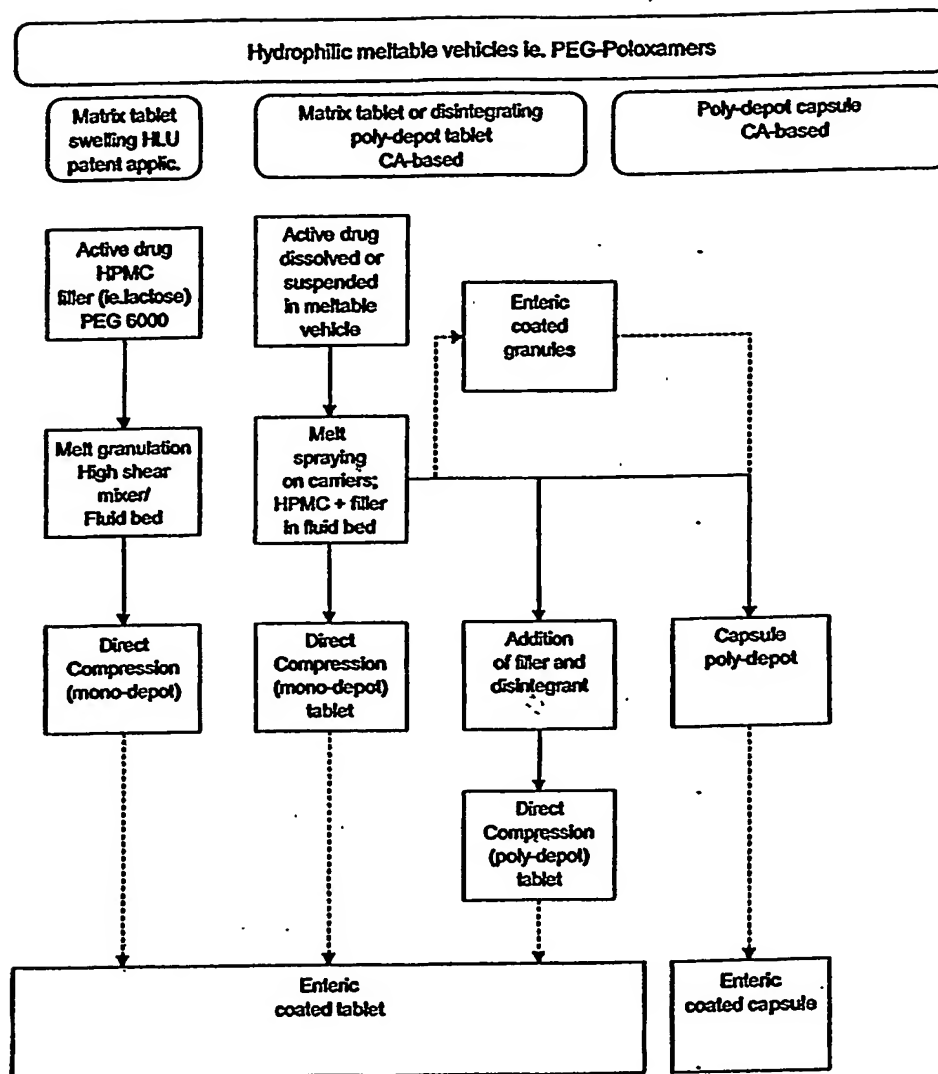 Hydrophilic meltable vehicles ie. PEG-Poloxamers
Matrix tablet
swelling HLU
patent applic.
Matrix tablet or disintegrating
poly-depot tablet
CA-based
Poly-depot capsule
CA-based
Active drug
HPMC
filler (ie.lactose)
PEG 6000
Active drug
dissolved or
suspended
in meltable
vehicle
Enteric
coated
granules
Melt granulation
High shear
mixer/
Fluid bed
Melt
spraying
on carriers;
HPMC + filler
in fluid bed
Direct
Compression
(mono-depot)
Direct
Compression
(mono-depot)
tablet
Addition
of filler and
disintegrant
Capsule
poly-depot
Direct
Compression
(poly-depot)
tablet
Enteric
coated tablet
Enteric
coated capsule